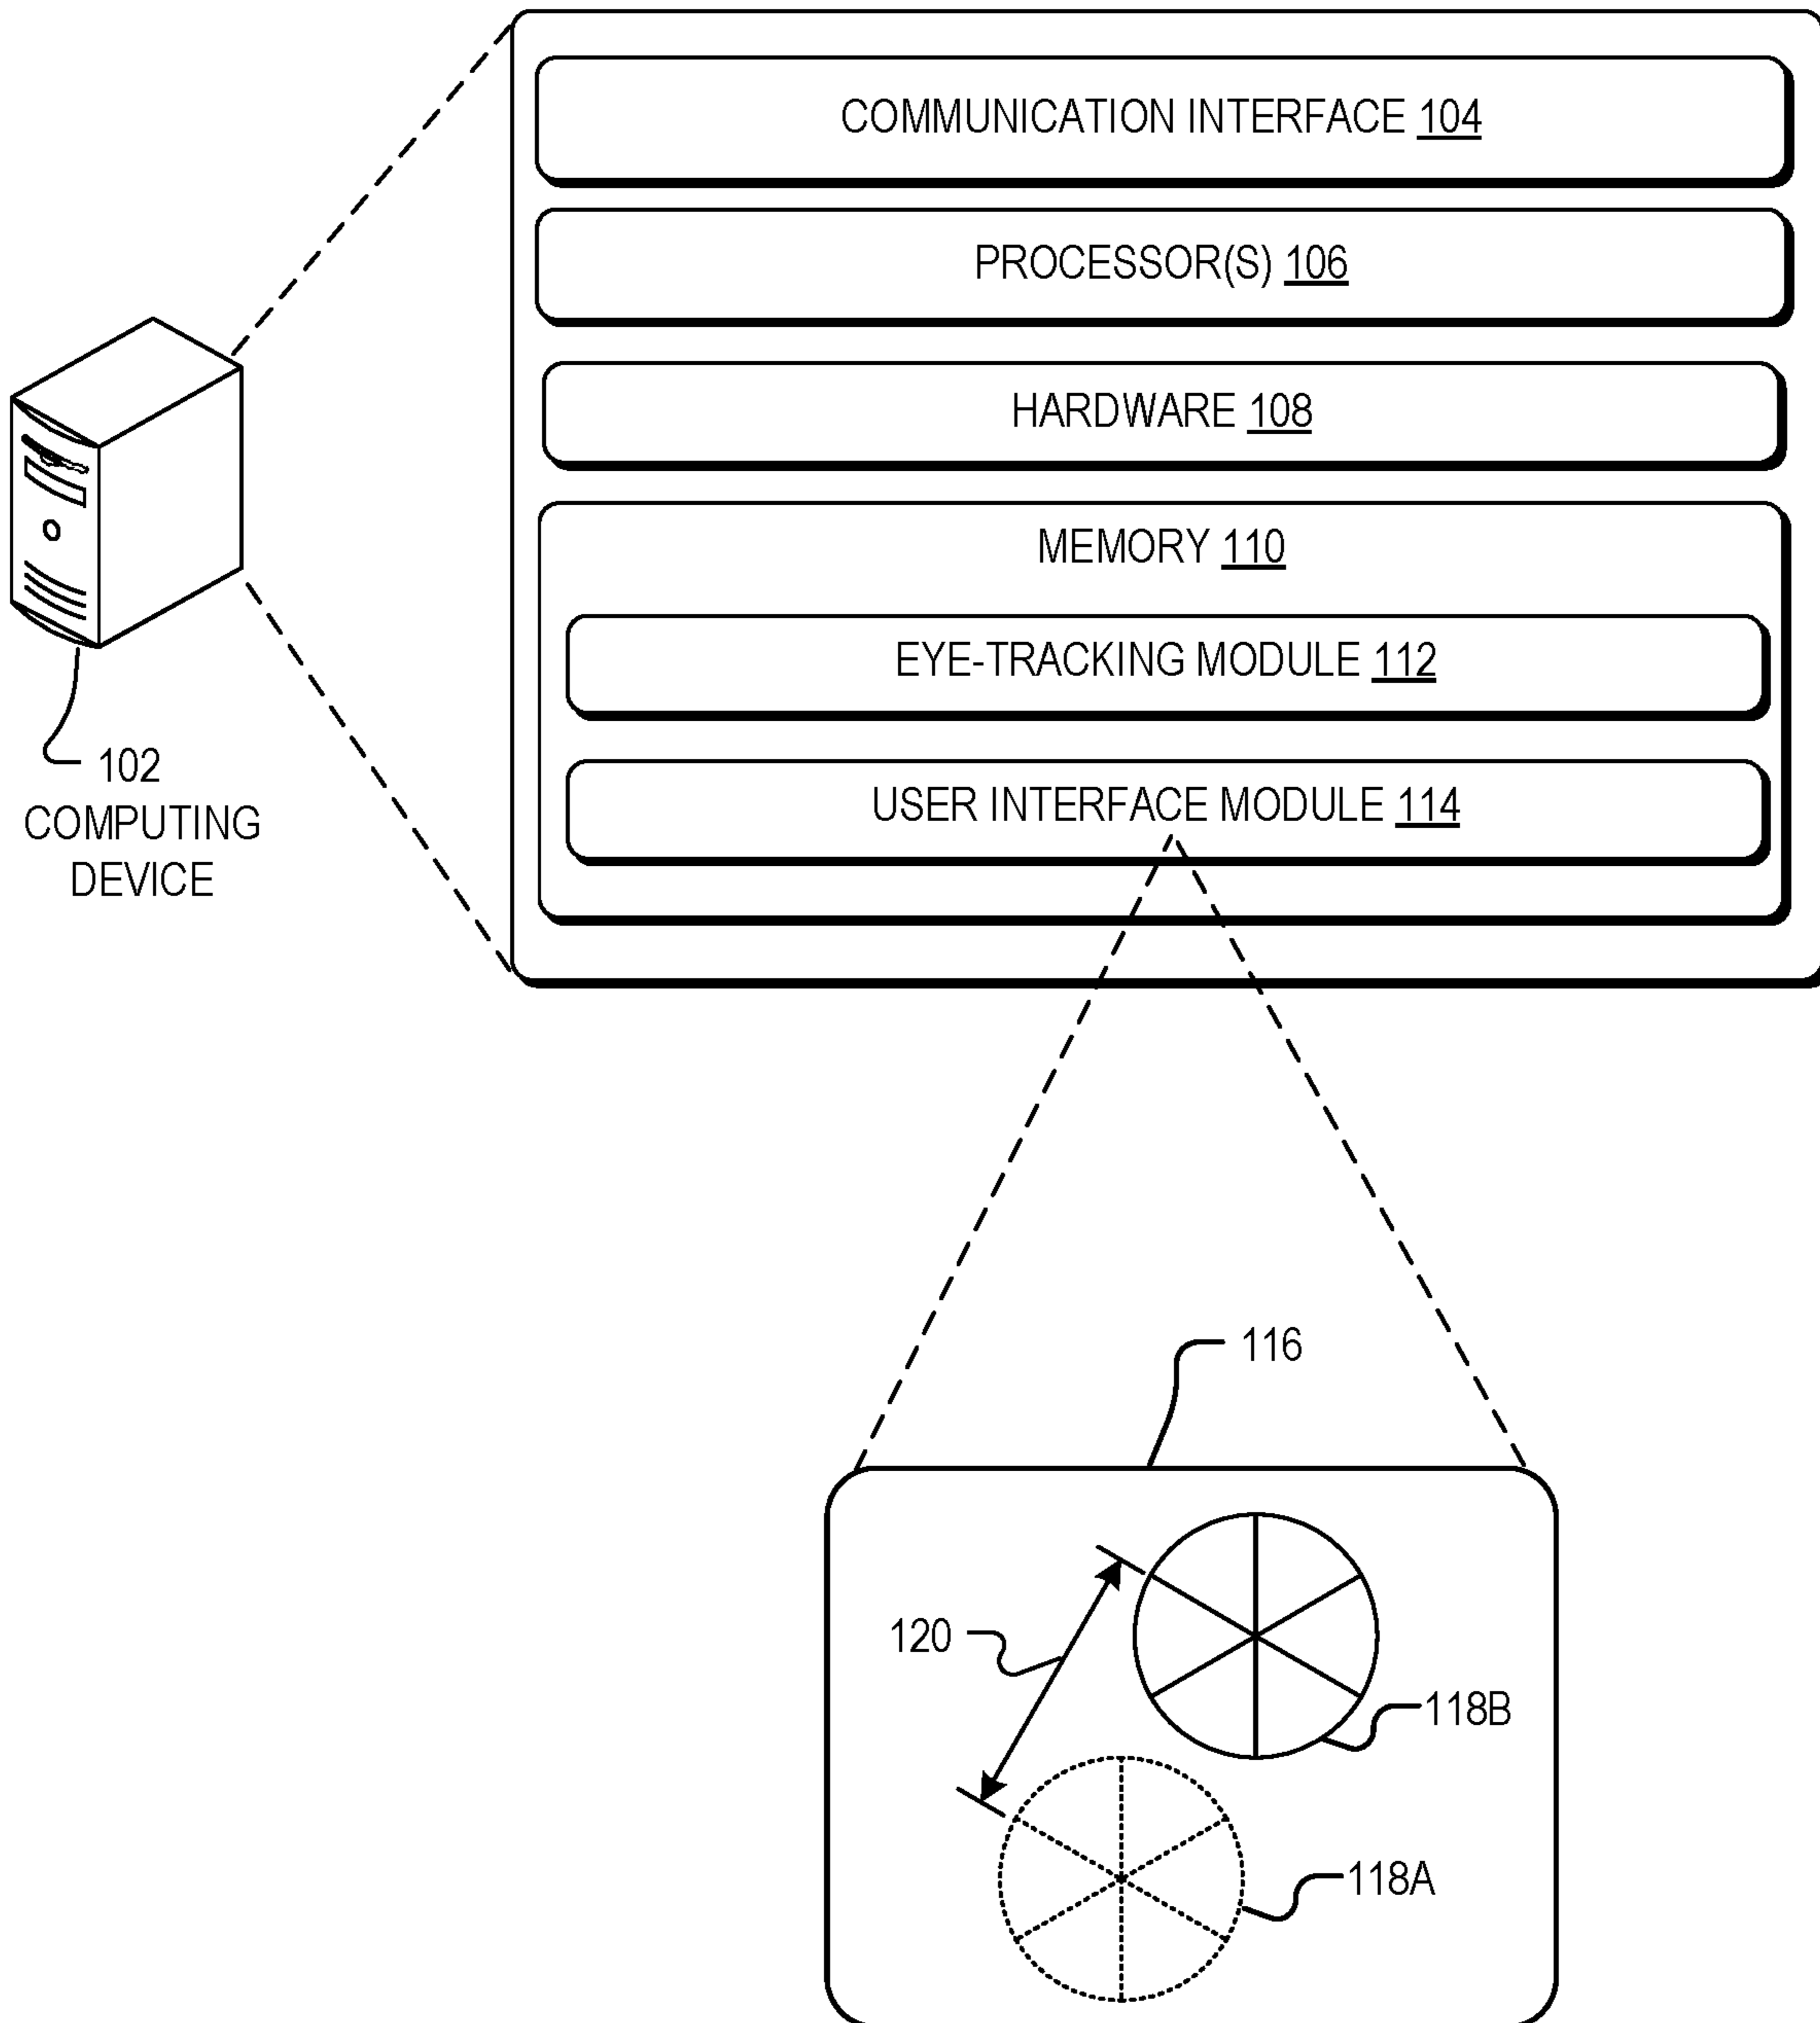 COMMUNICATION INTERFACE 104
PROCESSOR(S) 106
HARDWARE 108
MEMORY 110
EYE-TRACKING MODULE 112
USER INTERFACE MODULE 114
102
COMPUTING
DEVICE
116
120
118B
118A